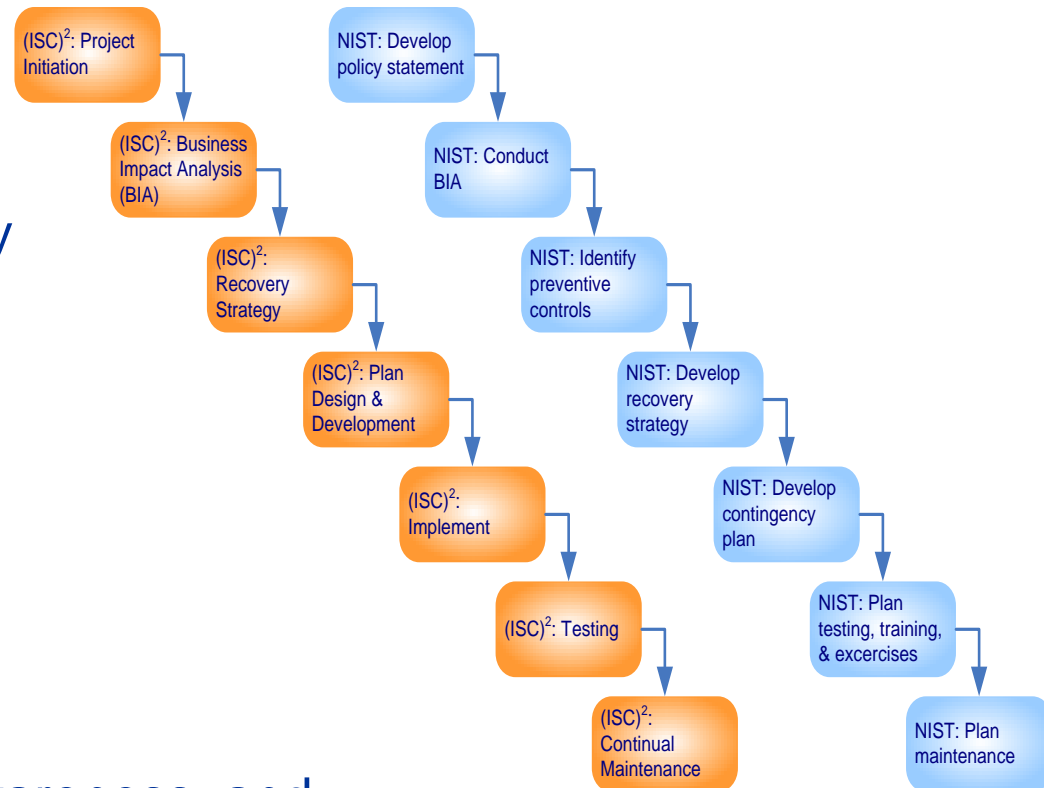 (ISC)²: Project
Initiation
NIST: Develop
policy statement
(ISC)²: Business
Impact Analysis
(BIA)
NIST: Conduct
BIA
y
(ISC)²:
Recovery
Strategy
NIST: Identify
preventive
controls
(ISC)²: Plan
Design &
Development
NIST: Develop
recovery
strategy
(ISC)²:
Implement
NIST: Develop
contingency
plan
(ISC)²: Testing
NIST: Plan
testing, training,
& excercises
(ISC)²:
Continual
Maintenance
NIST: Plan
maintenance